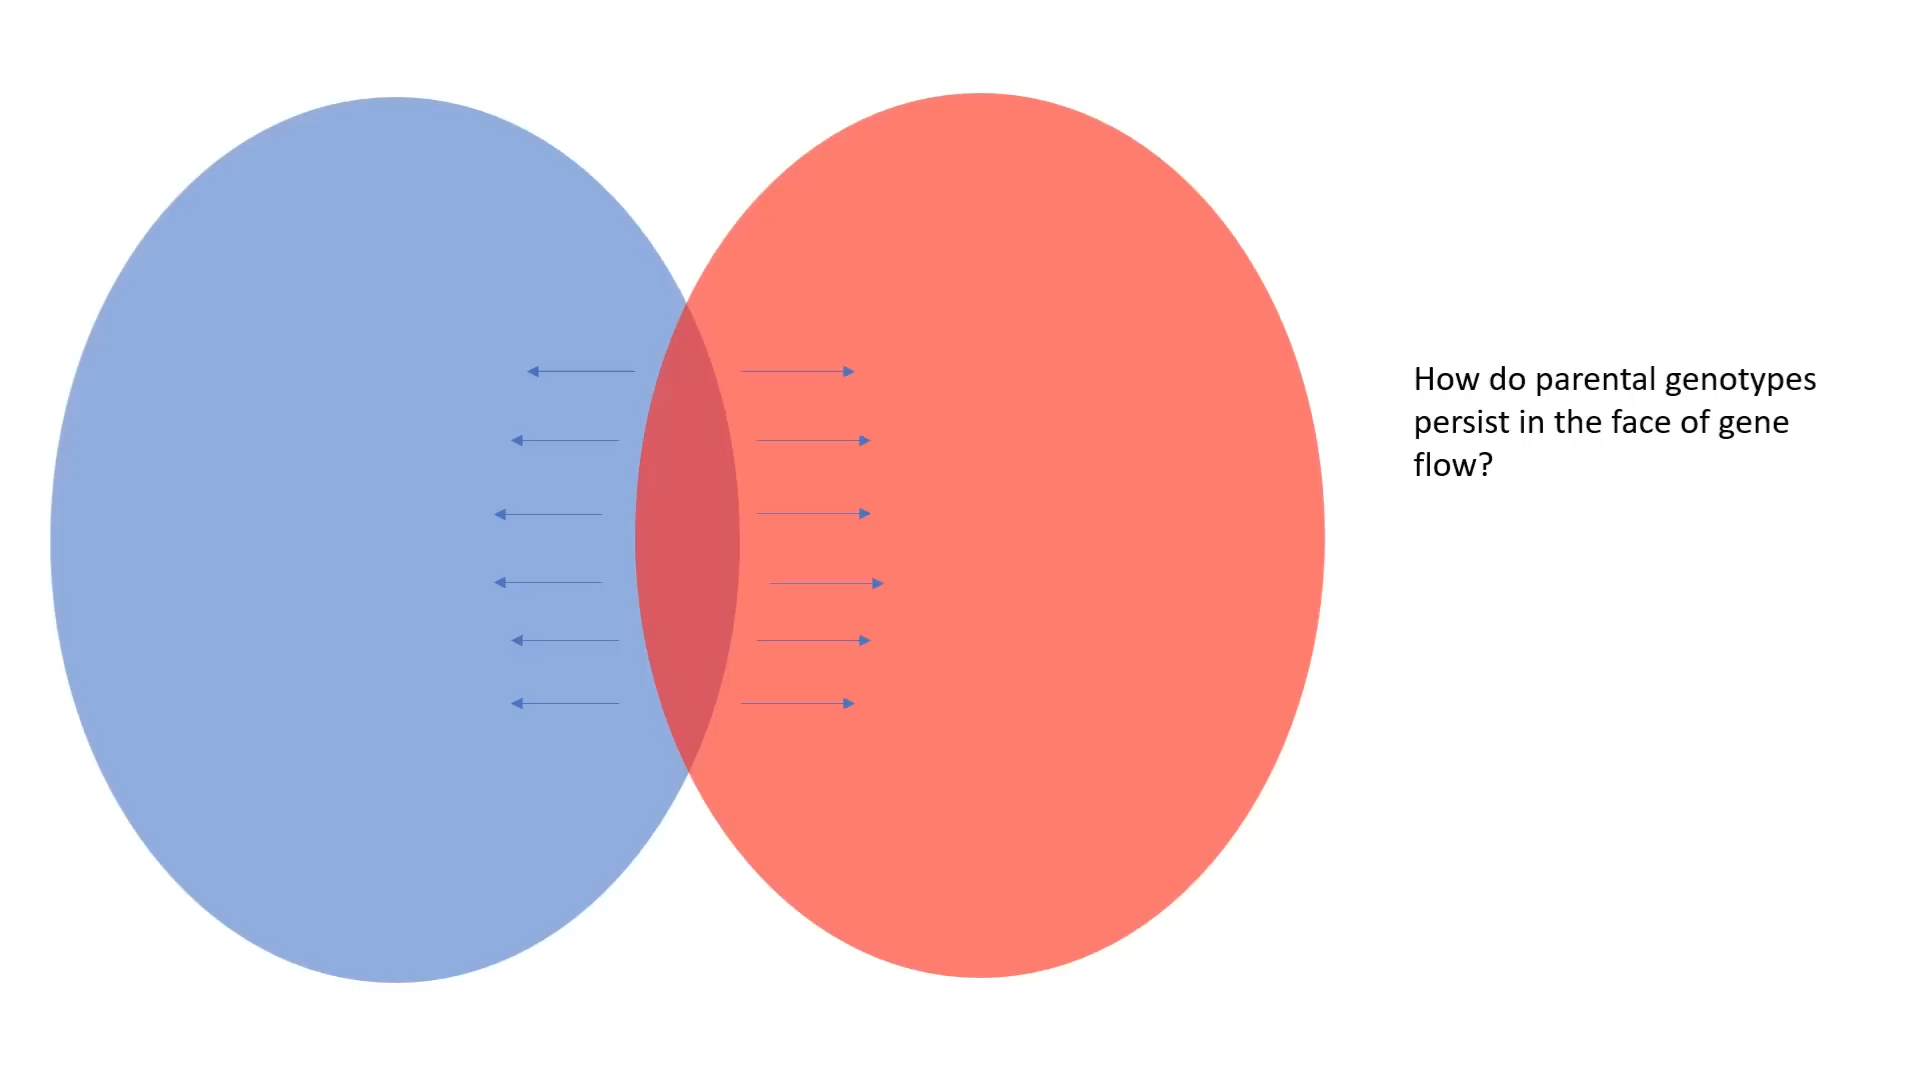 How do parental genotypes
persist in the face of gene
flow?